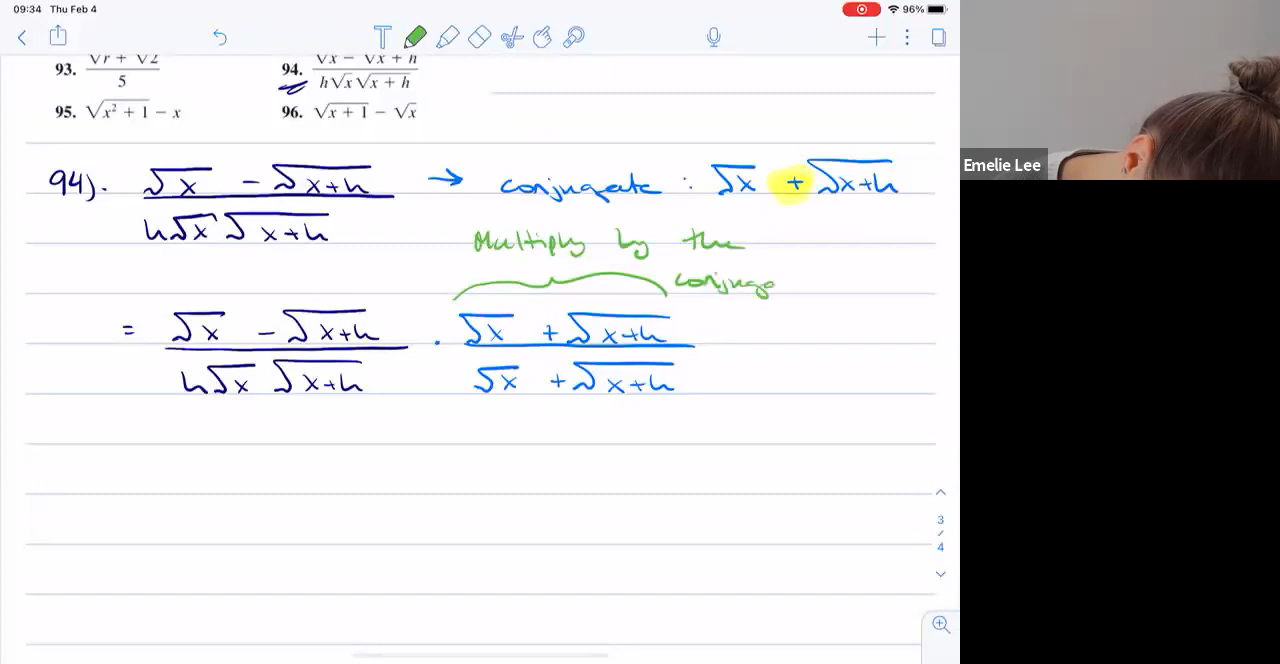 09:34 Thu Feb 4 96%
93. √r + √2 / 5 94. √x − √x + h / h√x√x + h
95. √x² + 1 − x 96. √x + 1 − √x
Emelie Lee
94). √x − √x+h / h√x √x+h → conjugate : √x + √x+h
Multiply by the
conjuga
= √x − √x+h / h√x √x+h · √x + √x+h / √x + √x+h
3
/
4